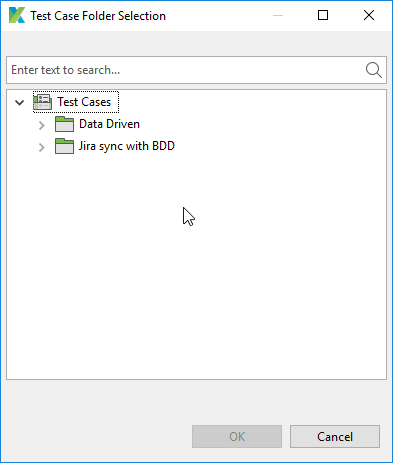 Test Case Folder Selection
Enter text to search...
Test Cases
Data Driven
Jira sync with BDD
OK
Cancel